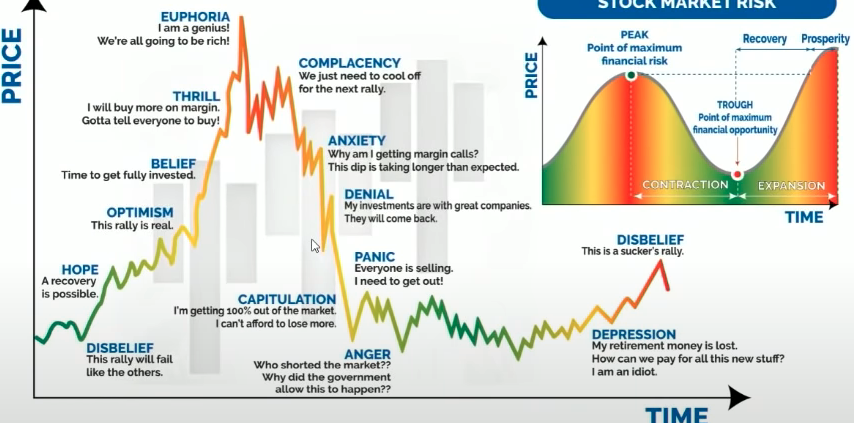 STOCK MARKET RISK
PRICE
EUPHORIA
I am a genius!
We're all going to be rich!
THRILL
I will buy more on margin.
Gotta tell everyone to buy!
BELIEF
Time to get fully invested.
OPTIMISM
This rally is real.
HOPE
A recovery
is possible.
DISBELIEF
This rally will fail
like the others.
COMPLACENCY
We just need to cool off
for the next rally.
ANXIETY
Why am I getting margin calls?
This dip is taking longer than expected.
DENIAL
My investments are with great companies.
They will come back.
PANIC
Everyone is selling.
I need to get out!
CAPITULATION
I'm getting 100% out of the market.
I can't afford to lose more.
ANGER
Who shorted the market??
Why did the government
allow this to happen??
DEPRESSION
My retirement money is lost.
How can we pay for all this new stuff?
I am an idiot.
DISBELIEF
This is a sucker's rally.
TIME
PRICE
PEAK
Point of maximum
financial risk
Recovery
Prosperity
TROUGH
Point of maximum
financial opportunity
CONTRACTION
EXPANSION
TIME